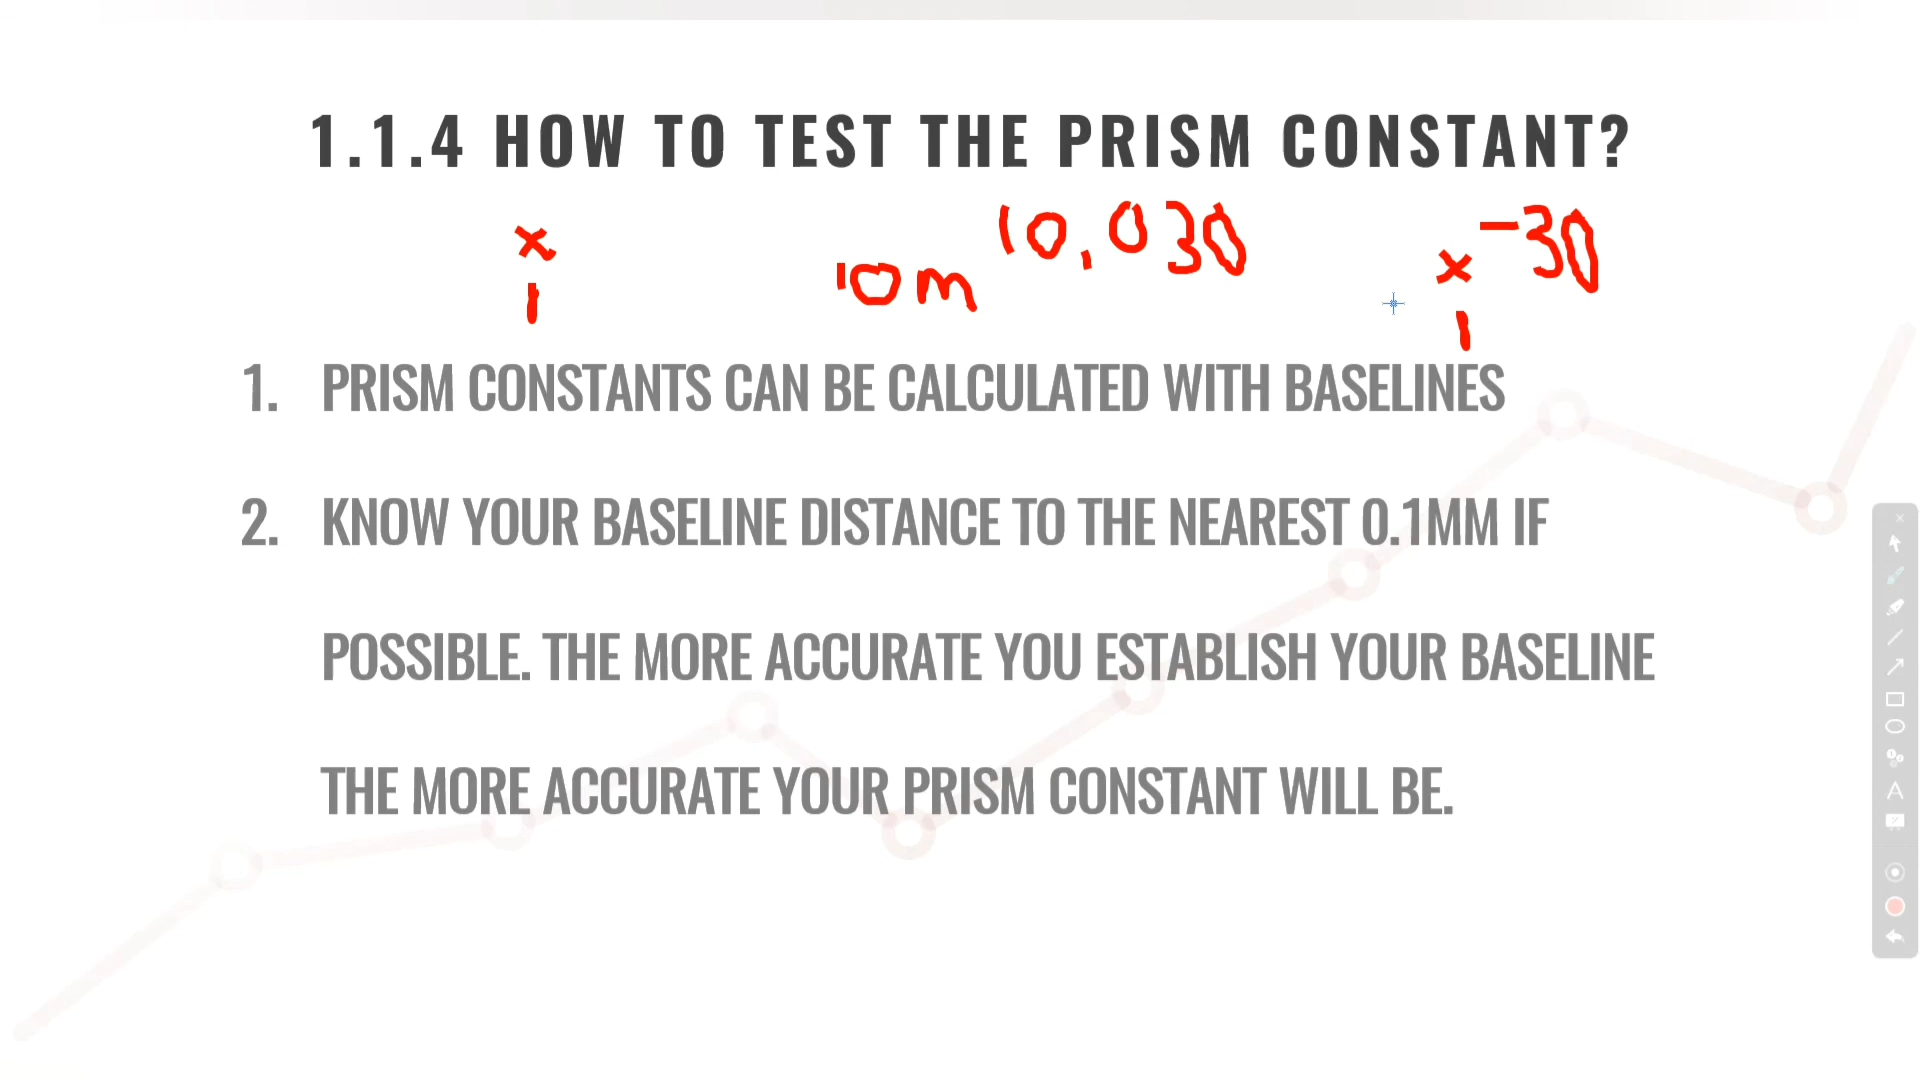 1.1.4 HOW TO TEST THE PRISM CONSTANT?
x 10m 10,030 x -30
1. PRISM CONSTANTS CAN BE CALCULATED WITH BASELINES
2. KNOW YOUR BASELINE DISTANCE TO THE NEAREST 0.1MM IF
POSSIBLE. THE MORE ACCURATE YOU ESTABLISH YOUR BASELINE
THE MORE ACCURATE YOUR PRISM CONSTANT WILL BE.